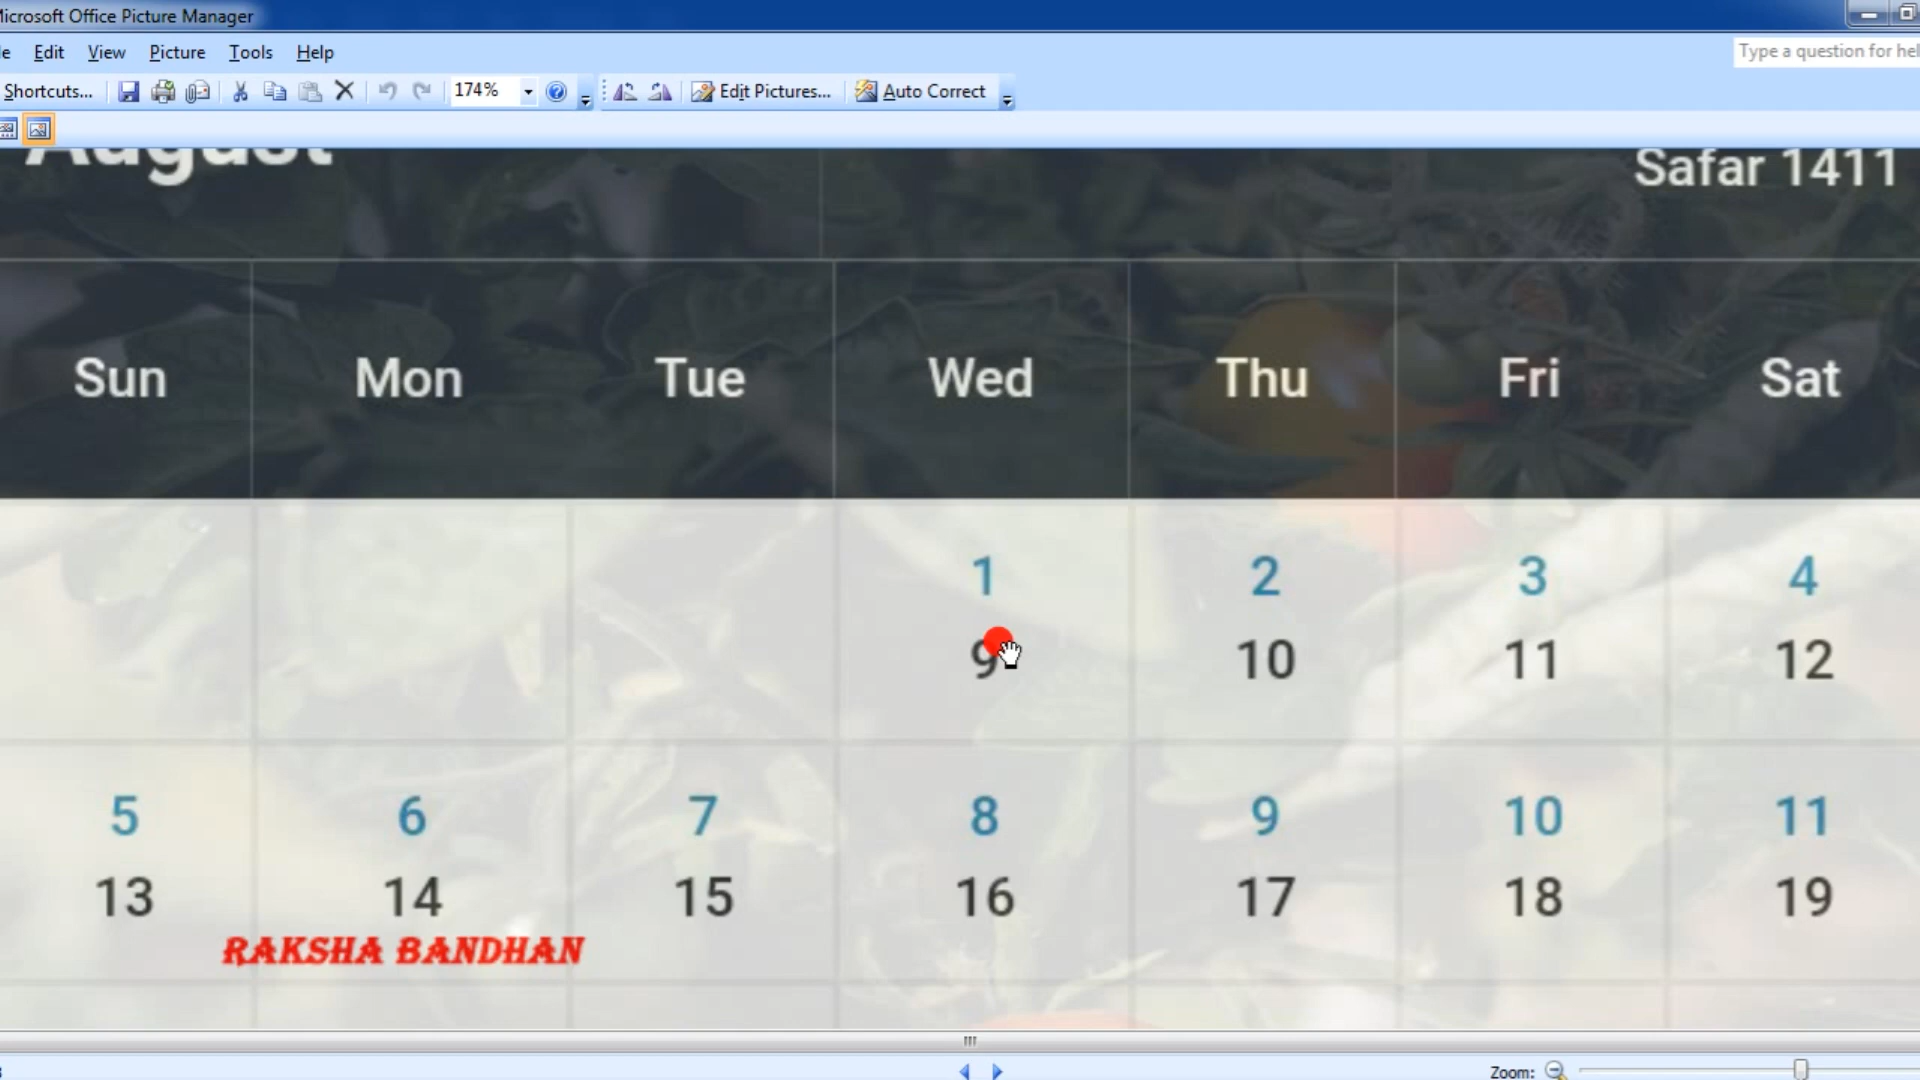 Microsoft Office Picture Manager
Edit View Picture Tools Help
Type a question for
Shortcuts... 174% Edit Pictures... Auto Correct
August
Safar 1411
Sun Mon Tue Wed Thu Fri Sat
1 2 3 4
9 10 11 12
5 6 7 8 9 10 11
13 14 15 16 17 18 19
RAKSHA BANDHAN
Zoom: